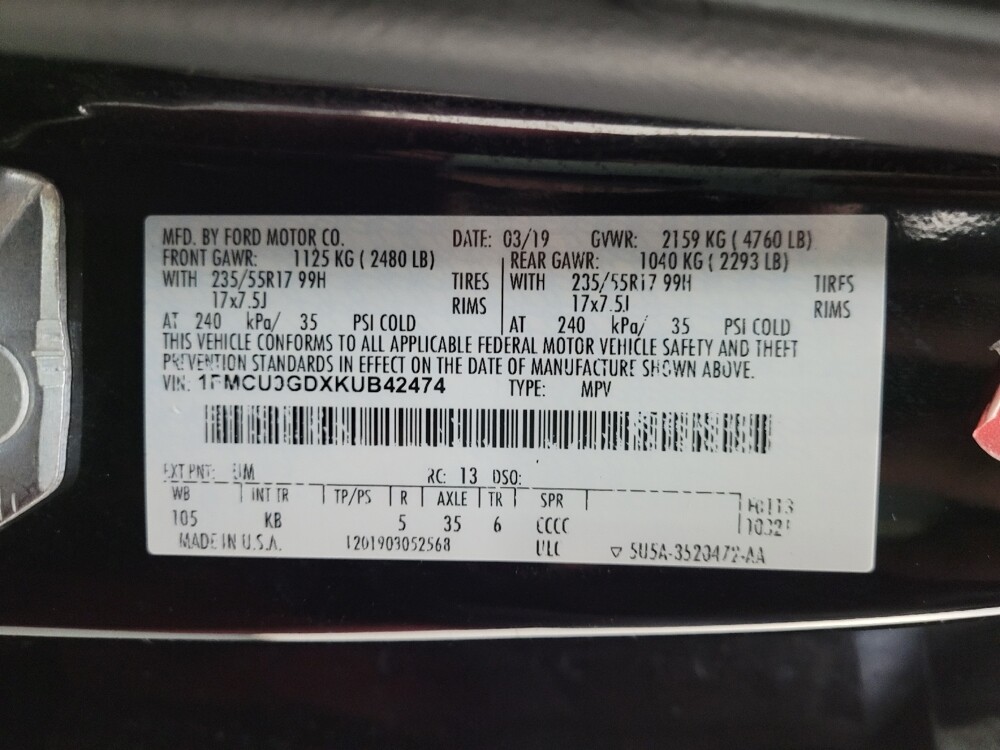 MFD. BY FORD MOTOR CO. DATE: 03/19 GVWR: 2159 KG ( 4760 LB)
FRONT GAWR: 1125 KG ( 2480 LB) REAR GAWR: 1040 KG ( 2293 LB)
WITH 235/55R17 99H TIRES WITH 235/55R17 99H TIRES
17x7.5J RIMS 17x7.5J RIMS
AT 240 kPa/ 35 PSI COLD AT 240 kPa/ 35 PSI COLD
THIS VEHICLE CONFORMS TO ALL APPLICABLE FEDERAL MOTOR VEHICLE SAFETY AND THEFT
PREVENTION STANDARDS IN EFFECT ON THE DATE OF MANUFACTURE SHOWN ABOVE.
VIN: 1FMCU0GDXKUB42474 TYPE: MPV
EXT PNT: UM RC: 13 DSO:
WB INT TR TP/PS R AXLE TR SPR
105 KB 5 35 6 CCCC
MADE IN U.S.A. 1201903052568 ULC ▽ 5U5A-3520472-AA